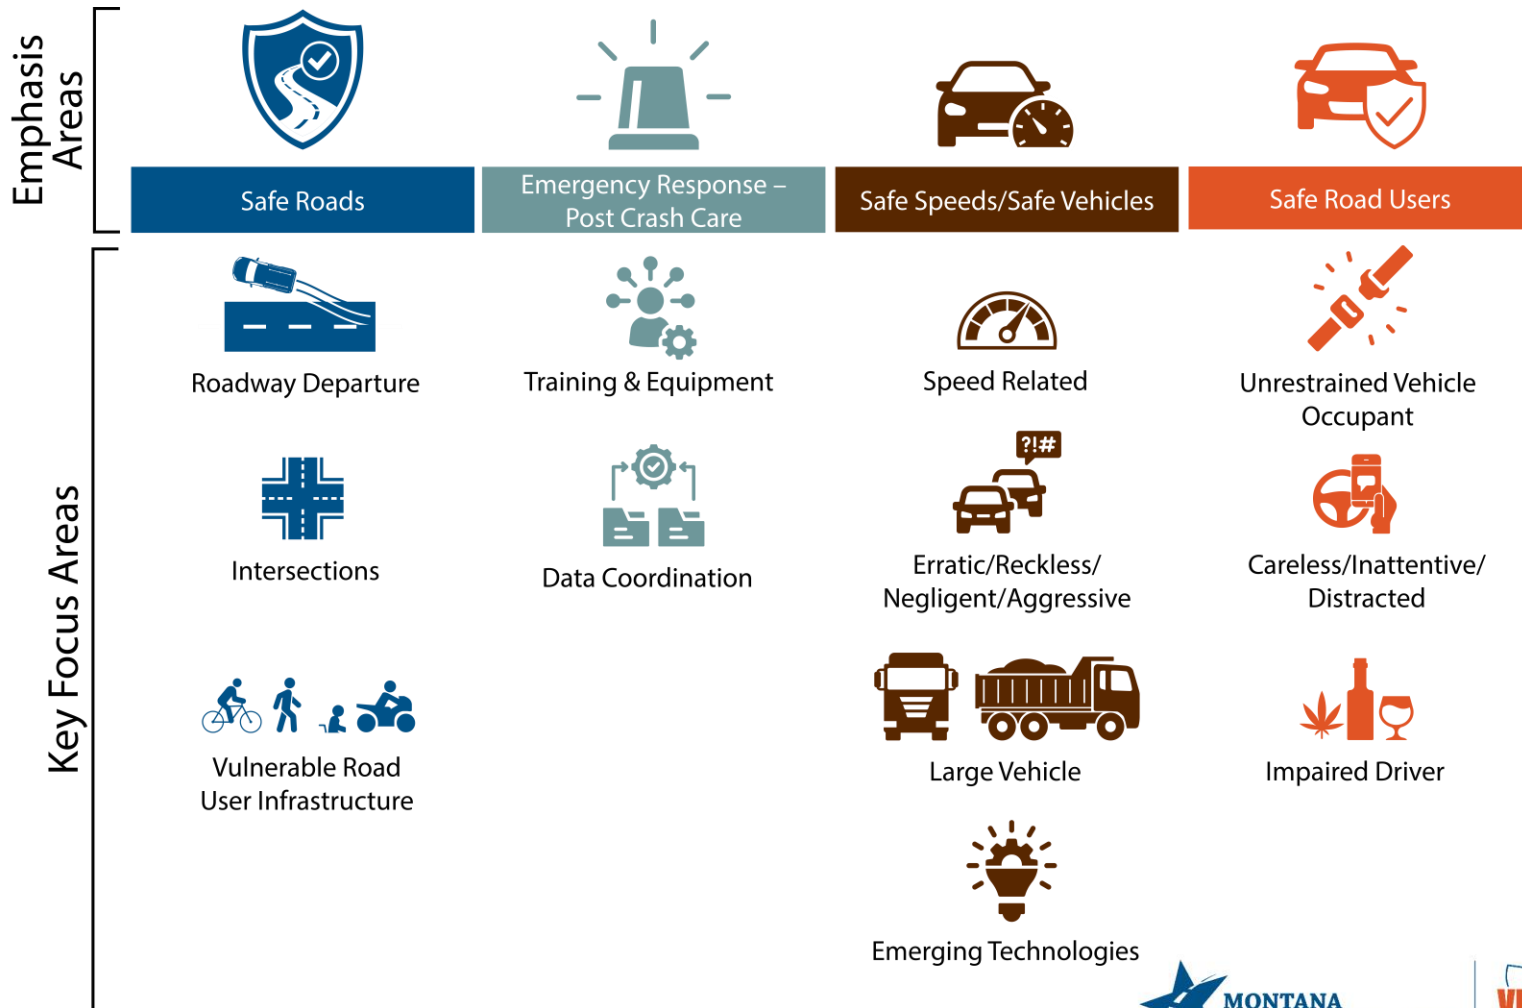 Emphasis
Areas
Safe Roads
Emergency Response –
Post Crash Care
Safe Speeds/Safe Vehicles
Safe Road Users
Key Focus Areas
Roadway Departure
Training & Equipment
Speed Related
Unrestrained Vehicle
Occupant
?!#
Intersections
Data Coordination
Erratic/Reckless/
Negligent/Aggressive
Careless/Inattentive/
Distracted
Vulnerable Road
User Infrastructure
Large Vehicle
Impaired Driver
Emerging Technologies
MONTANA